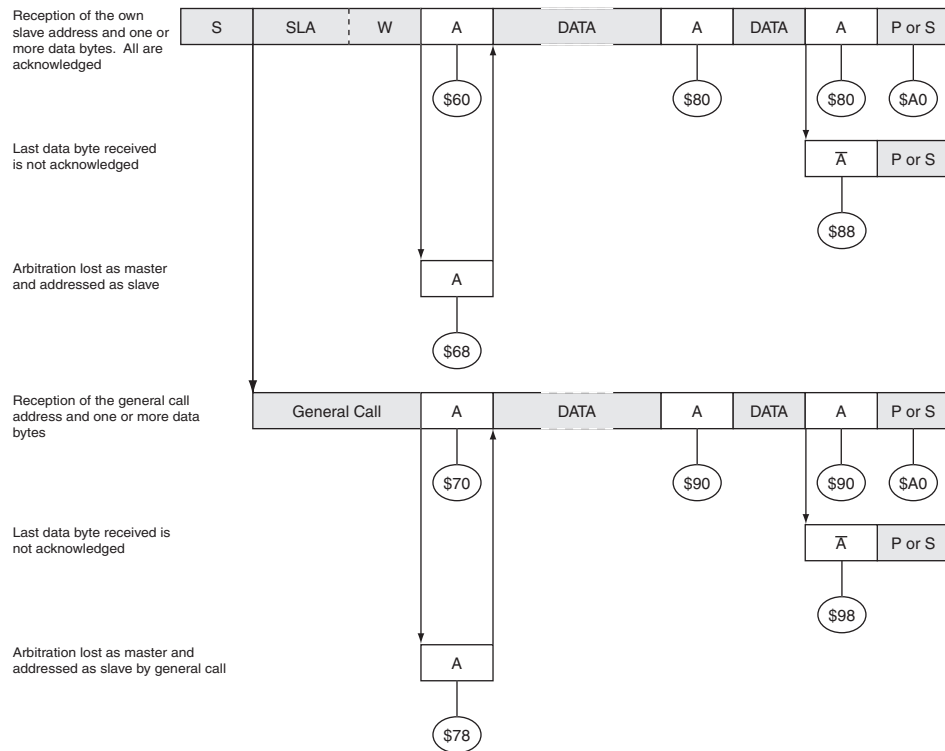 Reception of the own
slave address and one or
more data bytes.  All are
acknowledged
S SLA W A DATA A DATA A P or S
$60 $80 $80 $A0
Last data byte received
is not acknowledged
A̅ P or S
$88
Arbitration lost as master
and addressed as slave
A
$68
Reception of the general call
address and one or more data
bytes
General Call A DATA A DATA A P or S
$70 $90 $90 $A0
Last data byte received is
not acknowledged
A̅ P or S
$98
Arbitration lost as master and
addressed as slave by general call
A
$78